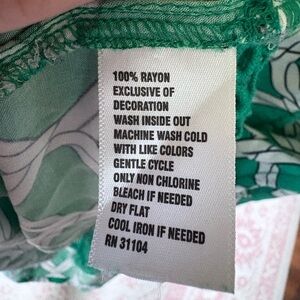 100% RAYON
EXCLUSIVE OF
DECORATION
WASH INSIDE OUT
MACHINE WASH COLD
WITH LIKE COLORS
GENTLE CYCLE
ONLY NON CHLORINE
BLEACH IF NEEDED
DRY FLAT
COOL IRON IF NEEDED
RN 31104